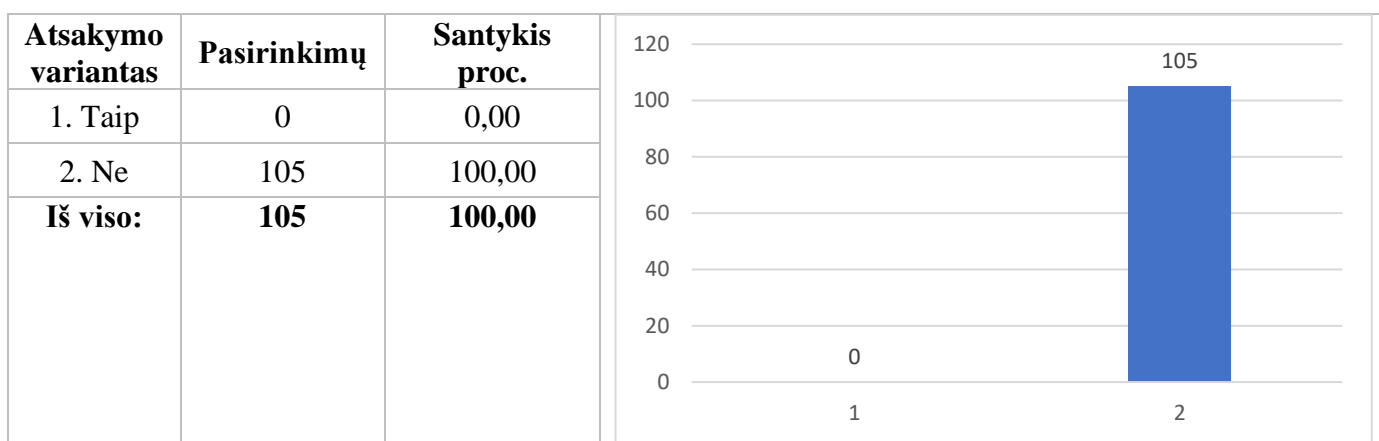 Atsakymo variantas Pasirinkimų Santykis proc.
1. Taip 0 0,00
2. Ne 105 100,00
Iš viso: 105 100,00
120
100
80
60
40
20
0
0
105
1 2